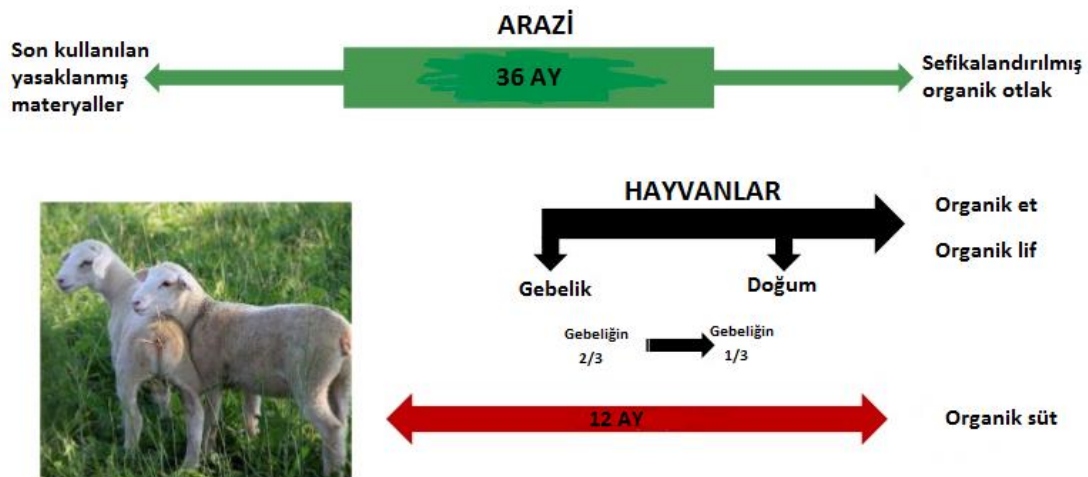 ARAZİ
Son kullanılan
yasaklanmış
materyaller
36 AY
Sefikalandırılmış
organik otlak
HAYVANLAR
Organik et
Organik lif
Gebelik
Doğum
Gebeliğin
2/3
Gebeliğin
1/3
12 AY
Organik süt